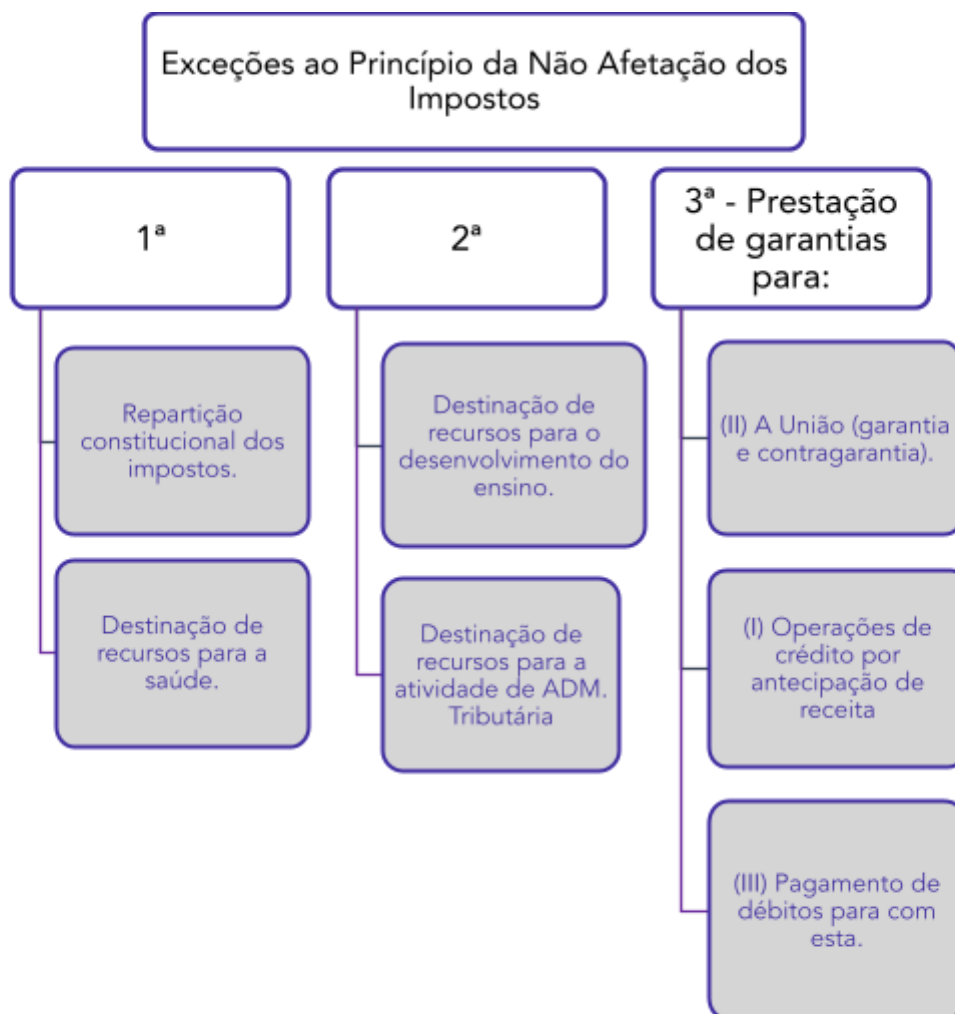 Exceções ao Princípio da Não Afetação dos
Impostos
1ª
Repartição
constitucional dos
impostos.
Destinação de
recursos para a
saúde.
2ª
Destinação de
recursos para o
desenvolvimento do
ensino.
Destinação de
recursos para a
atividade de ADM.
Tributária
3ª - Prestação
de garantias
para:
(II) A União (garantia
e contragarantia).
(I) Operações de
crédito por
antecipação de
receita
(III) Pagamento de
débitos para com
esta.